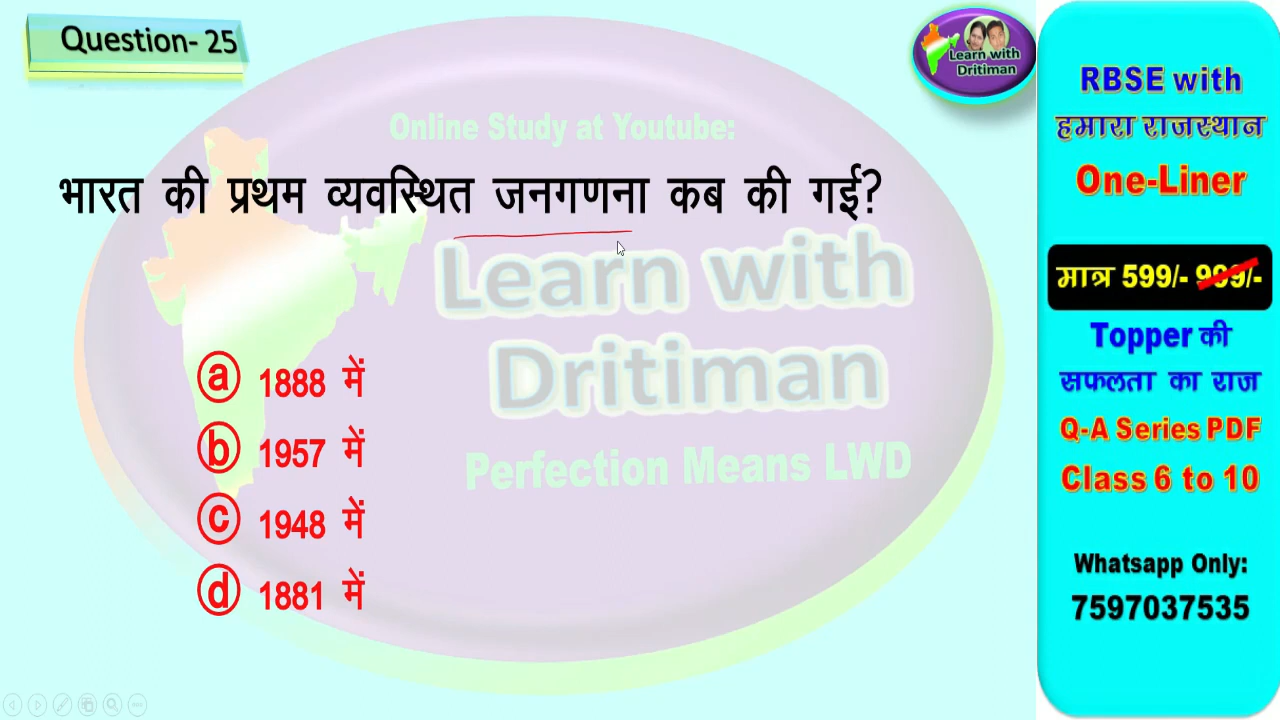 Question- 25
Learn with
Dritiman
Online Study at Youtube:
भारत की प्रथम व्यवस्थित जनगणना कब की गई?
Learn with
Dritiman
Perfection Means LWD
a 1888 में
b 1957 में
c 1948 में
d 1881 में
RBSE with
हमारा राजस्थान
One-Liner
मात्र 599/- 999/-
Topper की
सफलता का राज
Q-A Series PDF
Class 6 to 10
Whatsapp Only:
7597037535